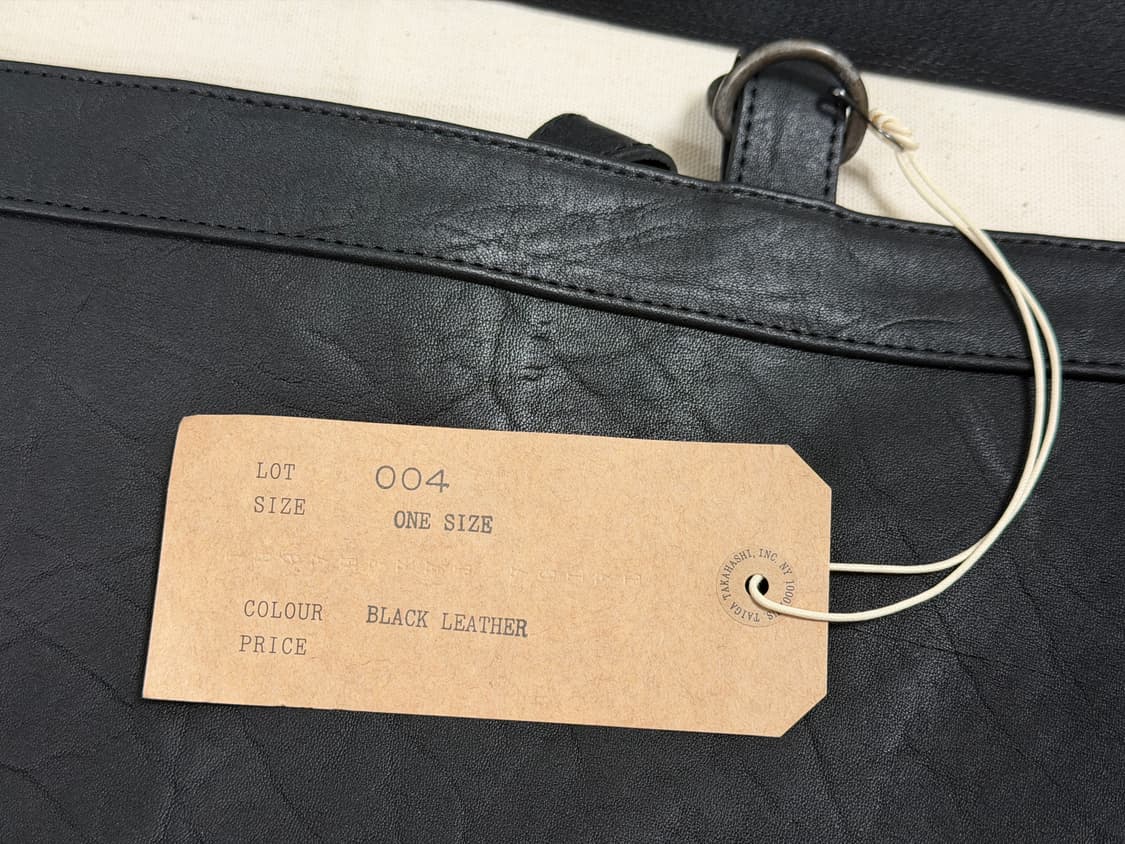 LOT 004
SIZE ONE SIZE
COLOUR BLACK LEATHER
PRICE
TAIGA TAKAHASHI, INC. NY